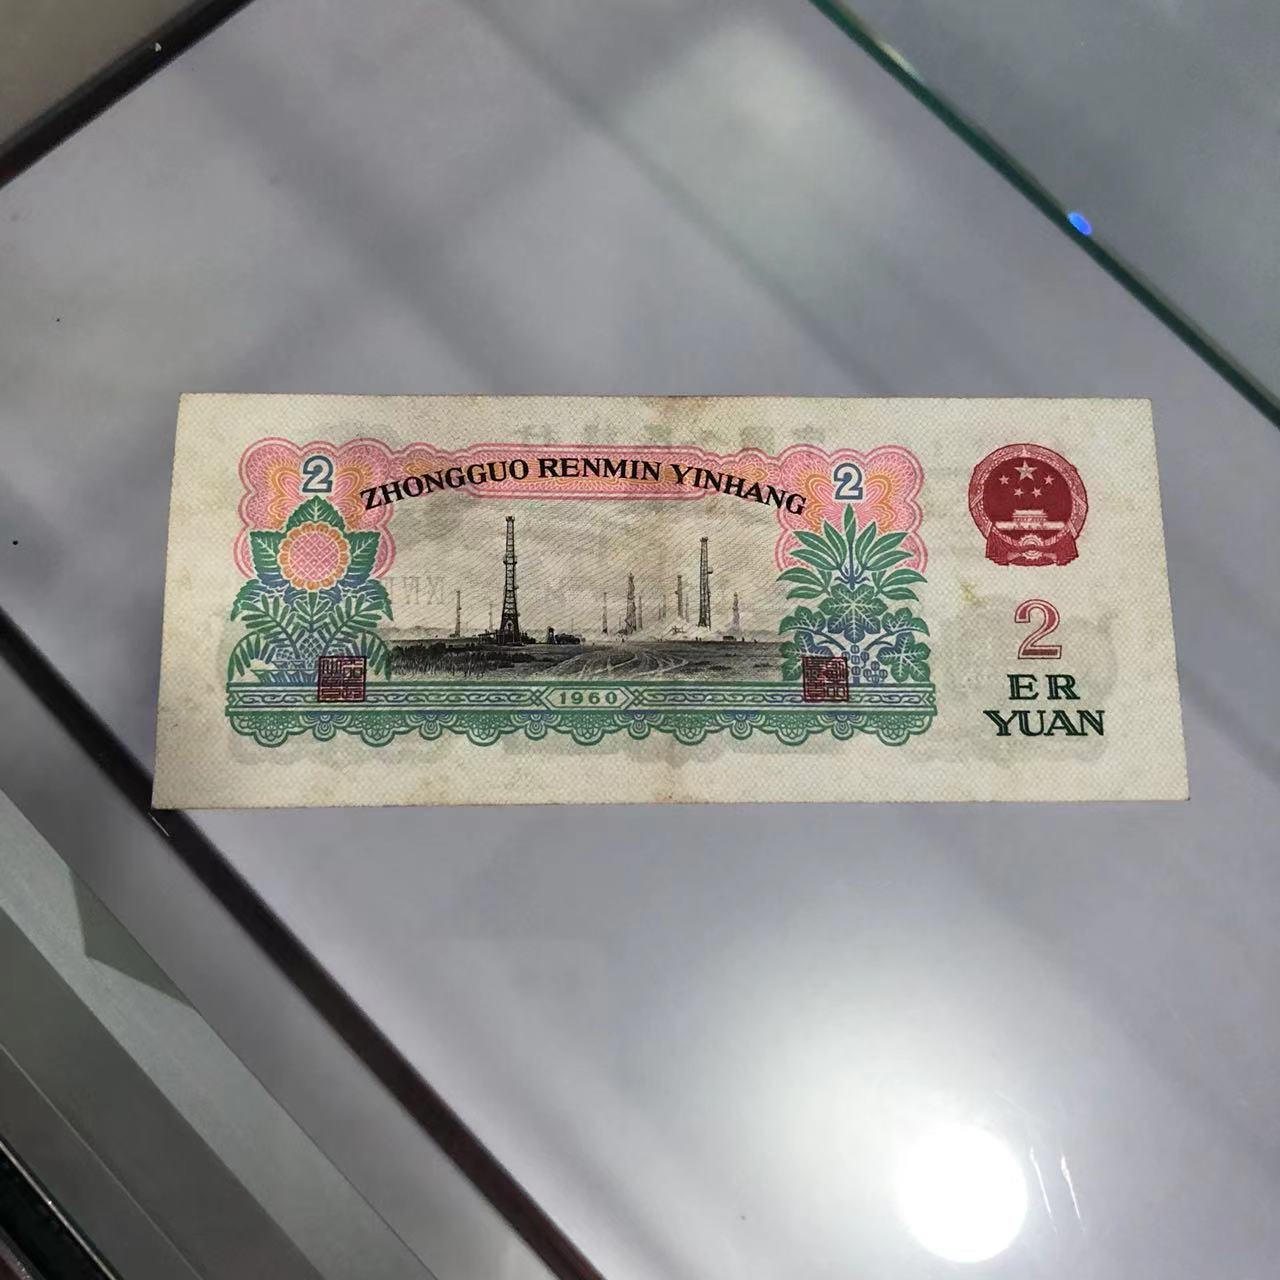 ZHONGGUO RENMIN YINHANG
2
2
1960
2
ER
YUAN